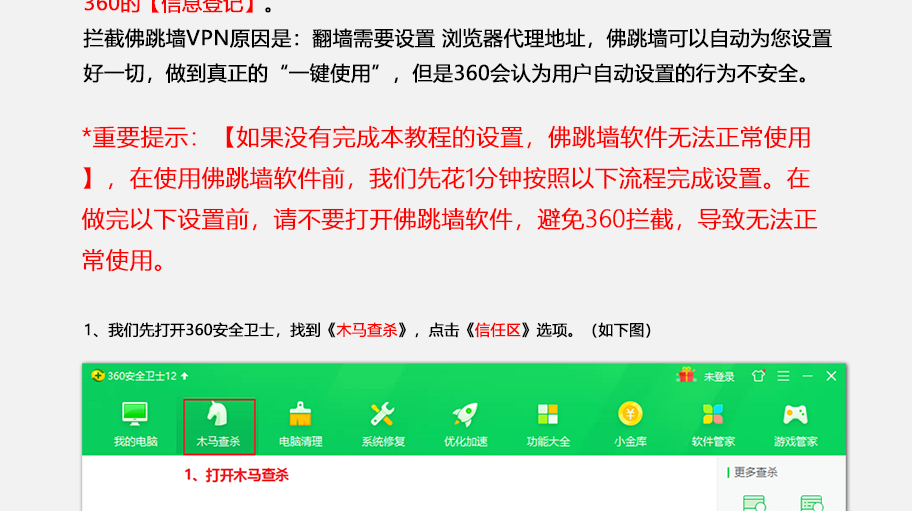 360的【信息登记】。
拦截佛跳墙VPN原因是：翻墙需要设置 浏览器代理地址，佛跳墙可以自动为您设置
好一切，做到真正的“一键使用”，但是360会认为用户自动设置的行为不安全。
*重要提示：【如果没有完成本教程的设置，佛跳墙软件无法正常使用
】，在使用佛跳墙软件前，我们先花1分钟按照以下流程完成设置。在
做完以下设置前，请不要打开佛跳墙软件，避免360拦截，导致无法正
常使用。
1、我们先打开360安全卫士，找到《木马查杀》，点击《信任区》选项。（如下图）
360安全卫士12
未登录
我的电脑 木马查杀 电脑清理 系统修复 优化加速 功能大全 小金库 软件管家 游戏管家
1、打开木马查杀
更多查杀